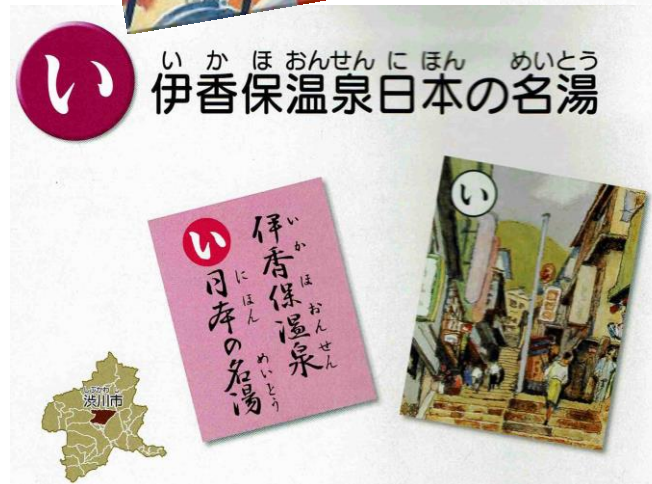 い
いかほおんせんにほん めいとう
伊香保温泉日本の名湯
い
いかほおんせん
伊香保温泉
にほん めいとう
日本の名湯
い
しぶかわし
渋川市